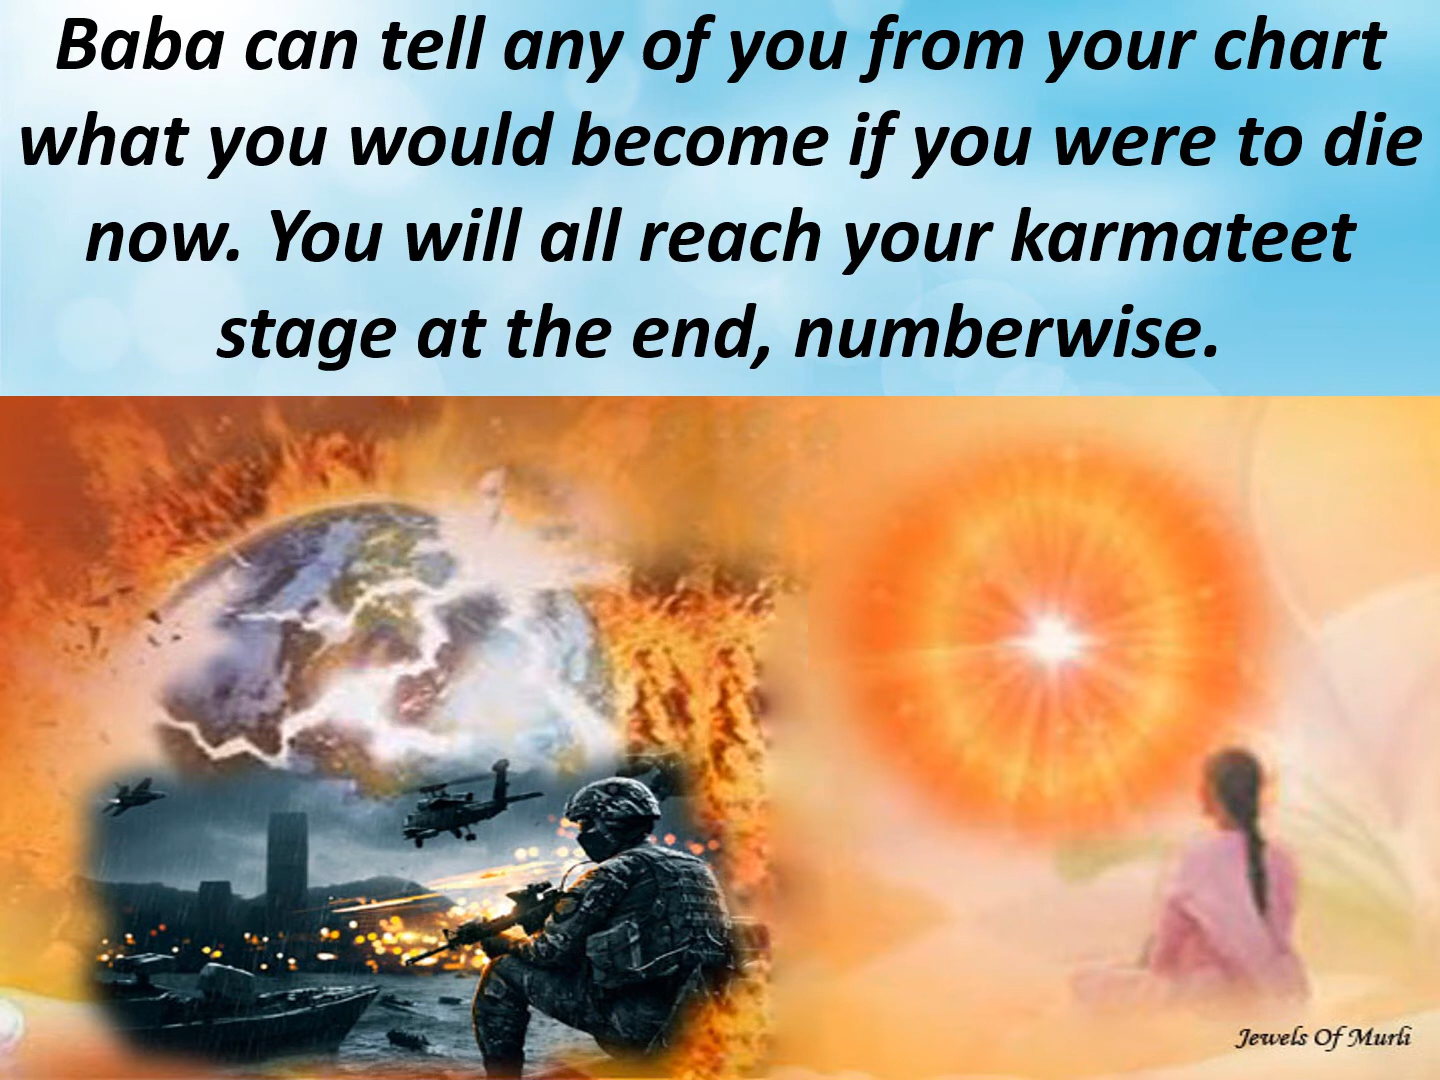 Baba can tell any of you from your chart
what you would become if you were to die
now. You will all reach your karmateet
stage at the end, numberwise.
Jewels Of Murli